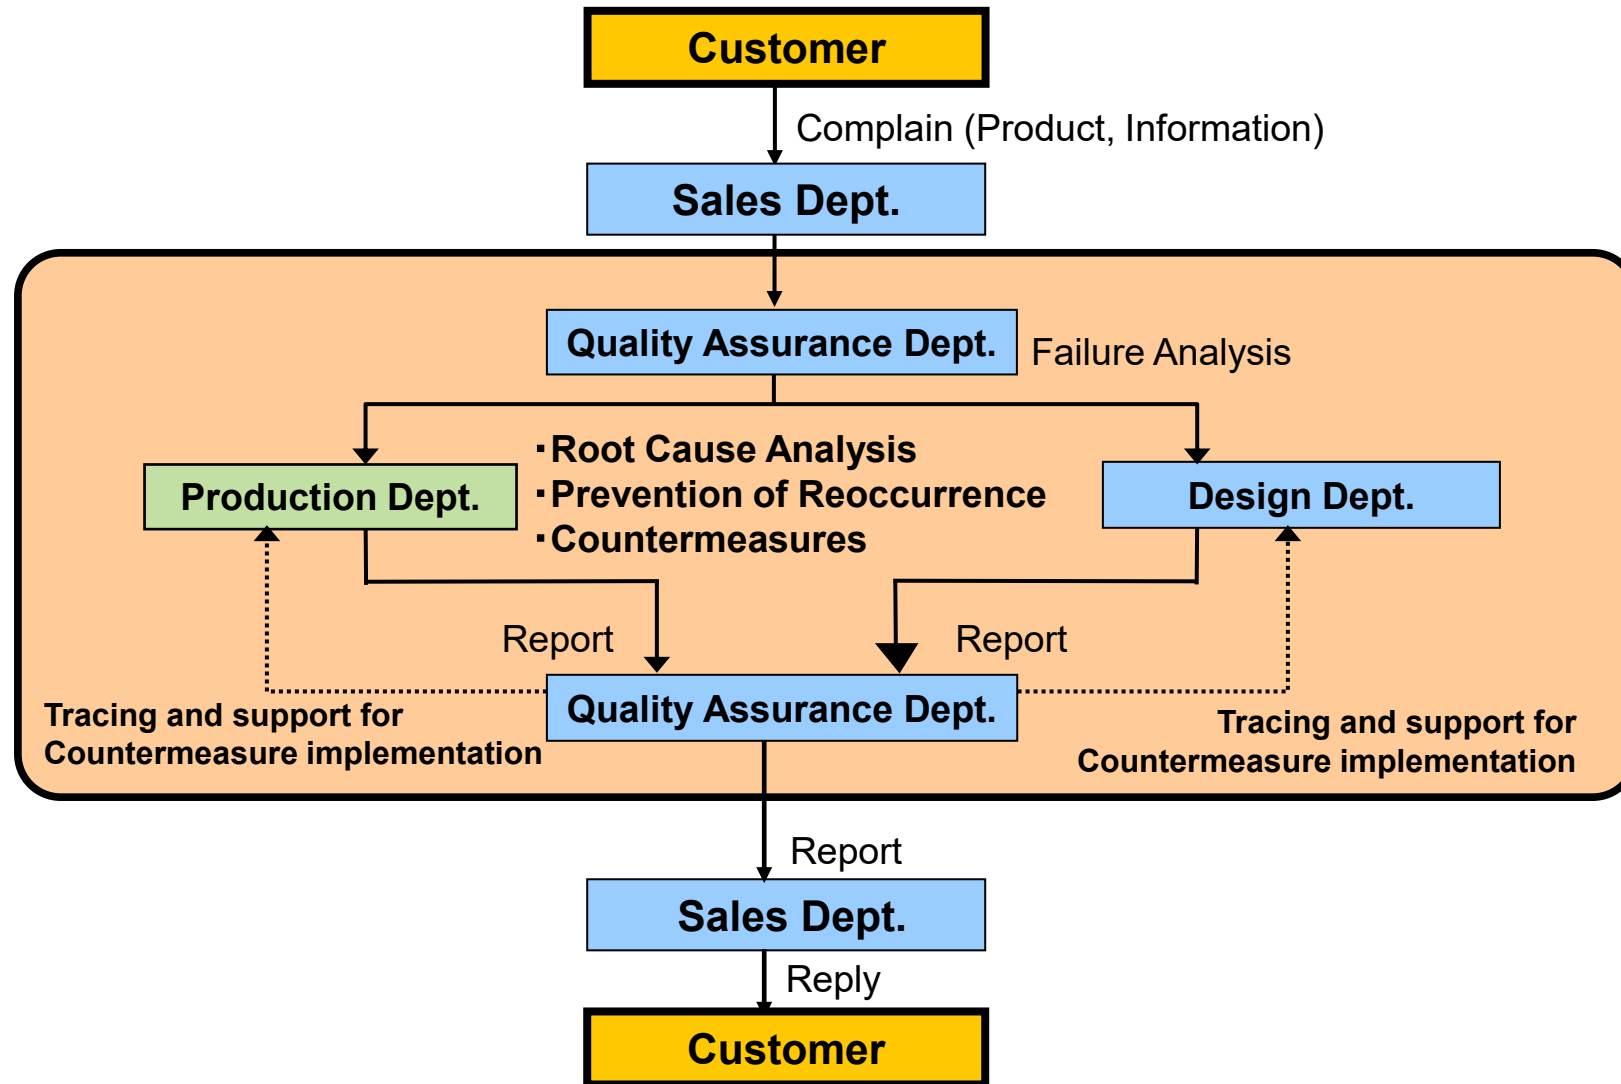 Customer
Complain (Product, Information)
Sales Dept.
Quality Assurance Dept.
Failure Analysis
・Root Cause Analysis
・Prevention of Reoccurrence
・Countermeasures
Production Dept.
Design Dept.
Report
Report
Quality Assurance Dept.
Tracing and support for
Countermeasure implementation
Tracing and support for
Countermeasure implementation
Report
Sales Dept.
Reply
Customer